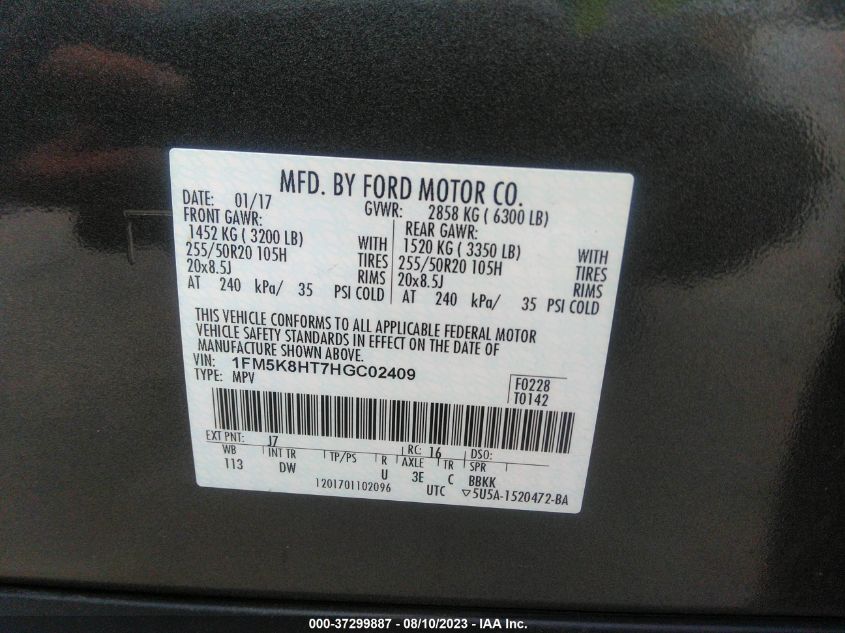 MFD. BY FORD MOTOR CO.
DATE: 01/17 GVWR: 2858 KG ( 6300 LB)
FRONT GAWR: REAR GAWR:
1452 KG ( 3200 LB) WITH 1520 KG ( 3350 LB) WITH
255/50R20 105H TIRES 255/50R20 105H TIRES
20x8.5J RIMS 20x8.5J RIMS
AT 240 kPa/ 35 PSI COLD AT 240 kPa/ 35 PSI COLD
THIS VEHICLE CONFORMS TO ALL APPLICABLE FEDERAL MOTOR
VEHICLE SAFETY STANDARDS IN EFFECT ON THE DATE OF
MANUFACTURE SHOWN ABOVE.
VIN: 1FM5K8HT7HGC02409
TYPE: MPV
F0228
T0142
EXT PNT: J7 RC: 16 DSO:
WB INT TR TP/PS R AXLE TR SPR
113 DW U 3E C BBKK
1201701102096 UTC ▽5U5A-1520472-BA
000-37299887 - 08/10/2023 - IAA Inc.